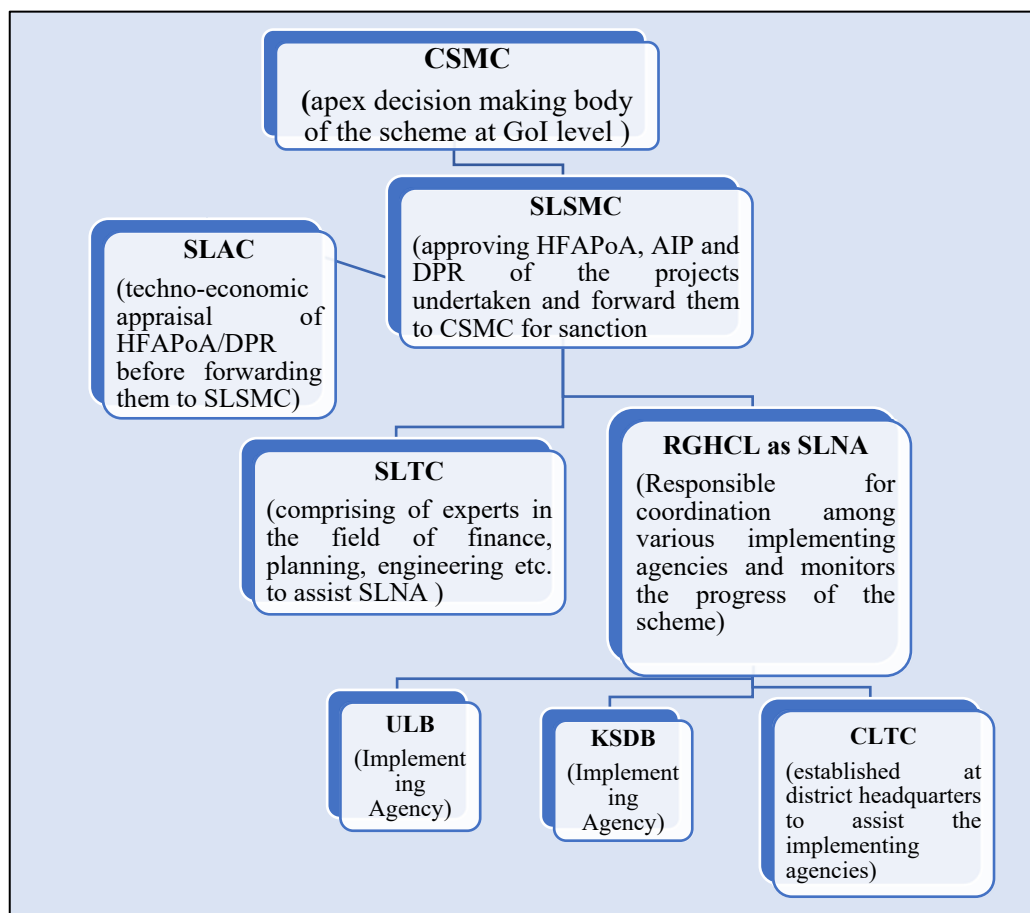 CSMC
(apex decision making body
of the scheme at GoI level )
SLSMC
(approving HFAPoA, AIP and
DPR of the projects
undertaken and forward them
to CSMC for sanction
SLAC
(techno-economic
appraisal of
HFAPoA/DPR
before forwarding
them to SLSMC)
SLTC
(comprising of experts in
the field of finance,
planning, engineering etc.
to assist SLNA )
RGHCL as SLNA
(Responsible for
coordination among
various implementing
agencies and monitors
the progress of the
scheme)
ULB
(Implement
ing
Agency)
KSDB
(Implement
ing
Agency)
CLTC
(established at
district headquarters
to assist the
implementing
agencies)